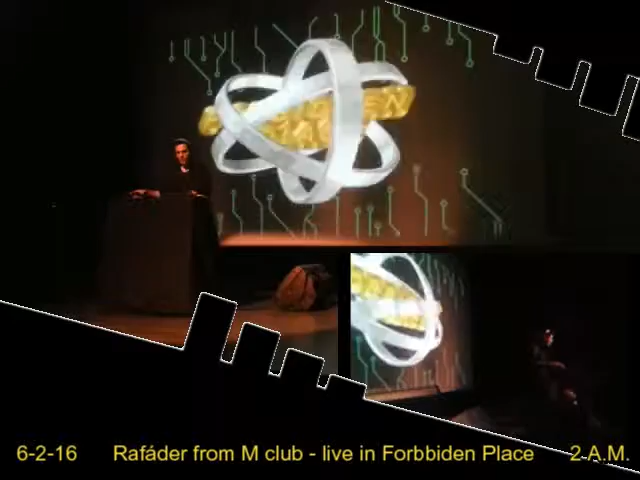 6-2-16 Rafáder from M club - live in Forbbiden Place 2-A.M.